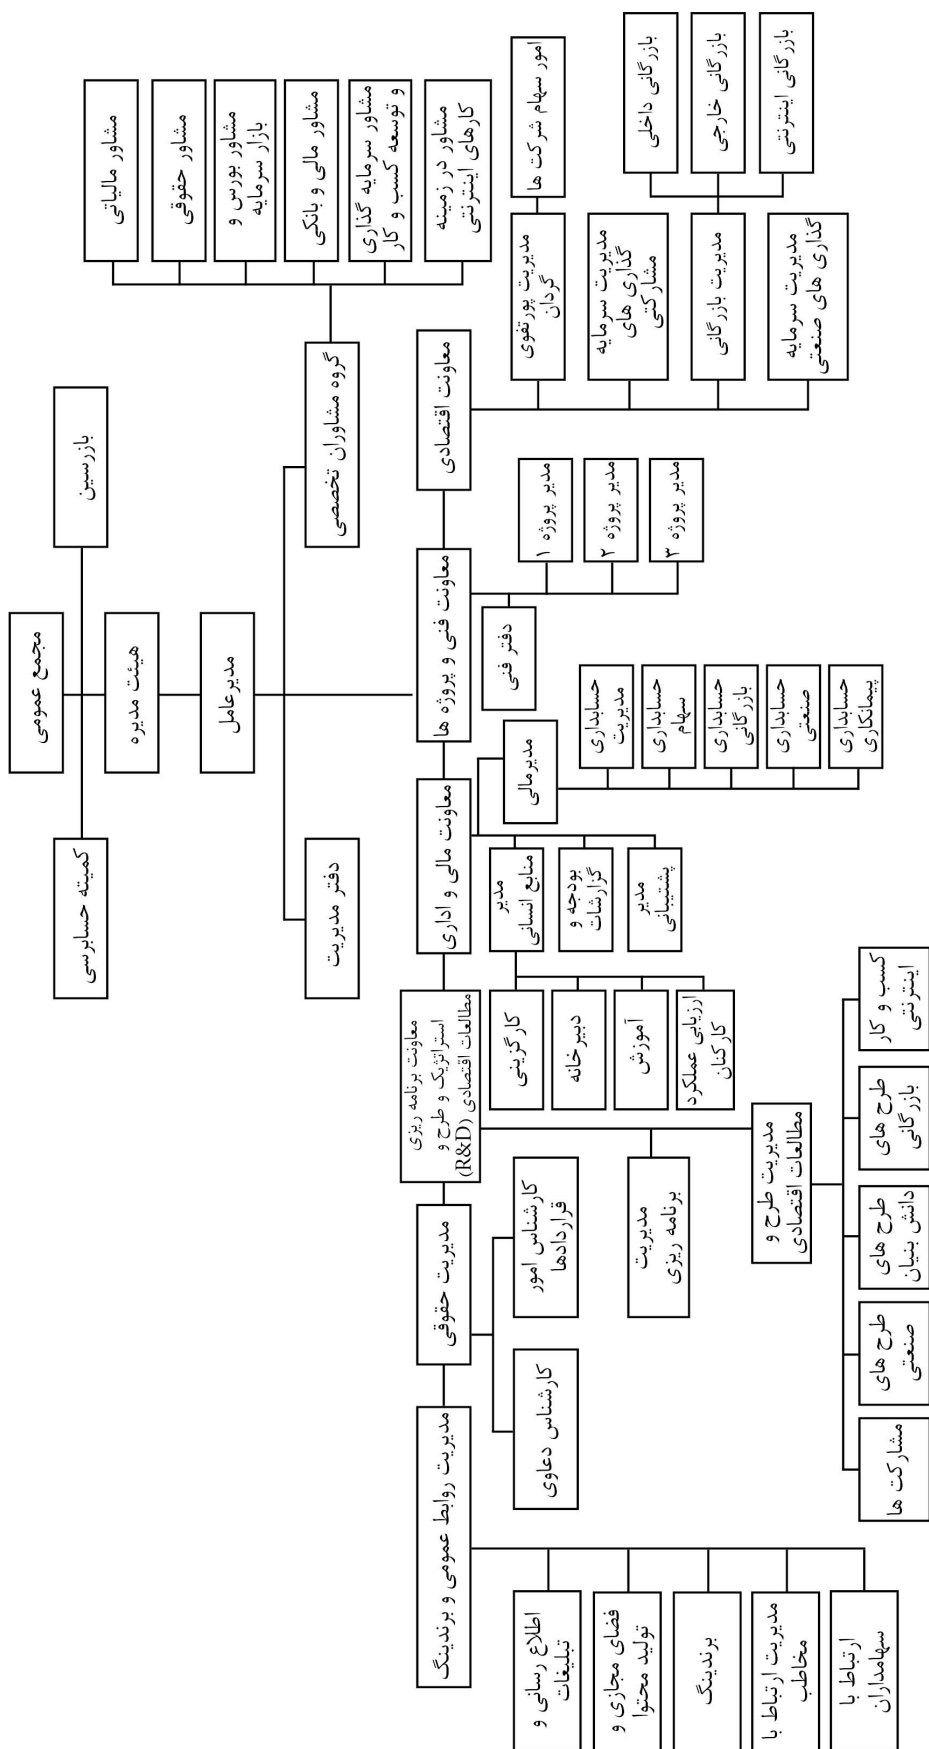 مجمع عمومی
بازرسین
کمیته حسابرسی
هیئت مدیره
مدیرعامل
گروه مشاوران تخصصی
دفتر مدیریت
مشاور مالیاتی
مشاور حقوقی
مشاور بورس و
بازار سرمایه
مشاور مالی و بانکی
مشاور سرمایه گذاری
و توسعه کسب و کار
مشاور در زمینه
کارهای اینترنتی
معاونت اقتصادی
معاونت فنی و پروژه ها
معاونت مالی و اداری
معاونت برنامه ریزی
استراتژیک و طرح و
مطالعات اقتصادی (R&D)
مدیریت حقوقی
مدیریت روابط عمومی و برندینگ
مدیریت پورتفوی
گردان
امور سهام شرکت ها
مدیریت سرمایه
گذاری های
مشارکتی
مدیریت بازرگانی
بازرگانی داخلی
بازرگانی خارجی
بازرگانی اینترنتی
مدیریت سرمایه
گذاری های صنعتی
دفتر فنی
مدیر پروژه ۱
مدیر پروژه ۲
مدیر پروژه ۳
مدیرمالی
حسابداری
مدیریت
حسابداری
سهام
حسابداری
بازرگانی
حسابداری
صنعتی
حسابداری
پیمانکاری
مدیر
منابع انسانی
بودجه و
گزارشات
مدیر
پشتیبانی
کارگزینی
دبیرخانه
آموزش
ارزیابی عملکرد
کارکنان
مدیریت
برنامه ریزی
مدیریت طرح و
مطالعات اقتصادی
کسب و کار
اینترنتی
طرح های
بازرگانی
طرح های
دانش بنیان
طرح های
صنعتی
مشارکت ها
کارشناس امور
قراردادها
کارشناس دعاوی
اطلاع رسانی و
تبلیغات
فضای مجازی و
تولید محتوا
برندینگ
مدیریت ارتباط با
مخاطب
ارتباط با
سهامداران